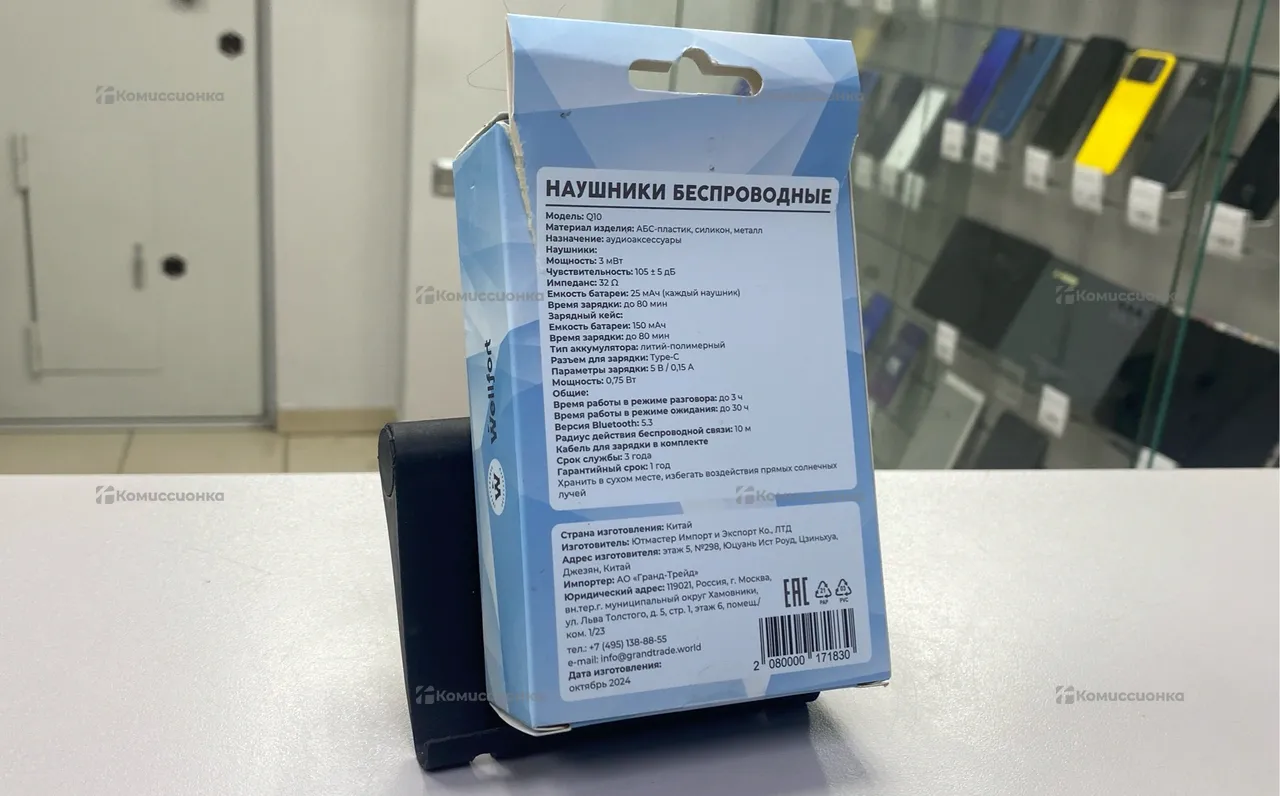 НАУШНИКИ БЕСПРОВОДНЫЕ
Модель: Q10
Материал изделия: АБС-пластик, силикон, металл
Назначение: аудиоаксессуары
Наушники:
Мощность: 3 мВт
Чувствительность: 105 ± 5 дБ
Импеданс: 32 Ω
Емкость батареи: 25 мАч (каждый наушник)
Время зарядки: до 80 мин
Зарядный кейс:
Емкость батареи: 150 мАч
Время зарядки: до 80 мин
Тип аккумулятора: литий-полимерный
Разъем для зарядки: Type-C
Параметры зарядки: 5 В / 0,15 А
Мощность: 0,75 Вт
Общие:
Время работы в режиме разговора: до 3 ч
Время работы в режиме ожидания: до 30 ч
Версия Bluetooth: 5.3
Радиус действия беспроводной связи: 10 м
Кабель для зарядки в комплекте
Срок службы: 3 года
Гарантийный срок: 1 год
Хранить в сухом месте, избегать воздействия прямых солнечных
лучей
Страна изготовления: Китай
Изготовитель: Ютмастер Импорт и Экспорт Ко., ЛТД
Адрес изготовителя: этаж 5, №298, Юцуань Ист Роуд, Цзиньхуа,
Джезян, Китай
Импортер: АО «Гранд-Трейд»
Юридический адрес: 119021, Россия, г. Москва,
вн.тер.г. муниципальный округ Хамовники,
ул. Льва Толстого, д. 5, стр. 1, этаж 6, помещ/
ком. 1/23
тел.: +7 (495) 138-88-55
e-mail: info@grandtrade.world
Дата изготовления:
октябрь 2024
EAC
21
PAP
03
PVC
2 080000 171830
Wellfort
W
Комиссионка
Комиссионка
Комиссионка
Комиссионка
Комиссионка
Комиссионка
Комиссионка
Комиссионка